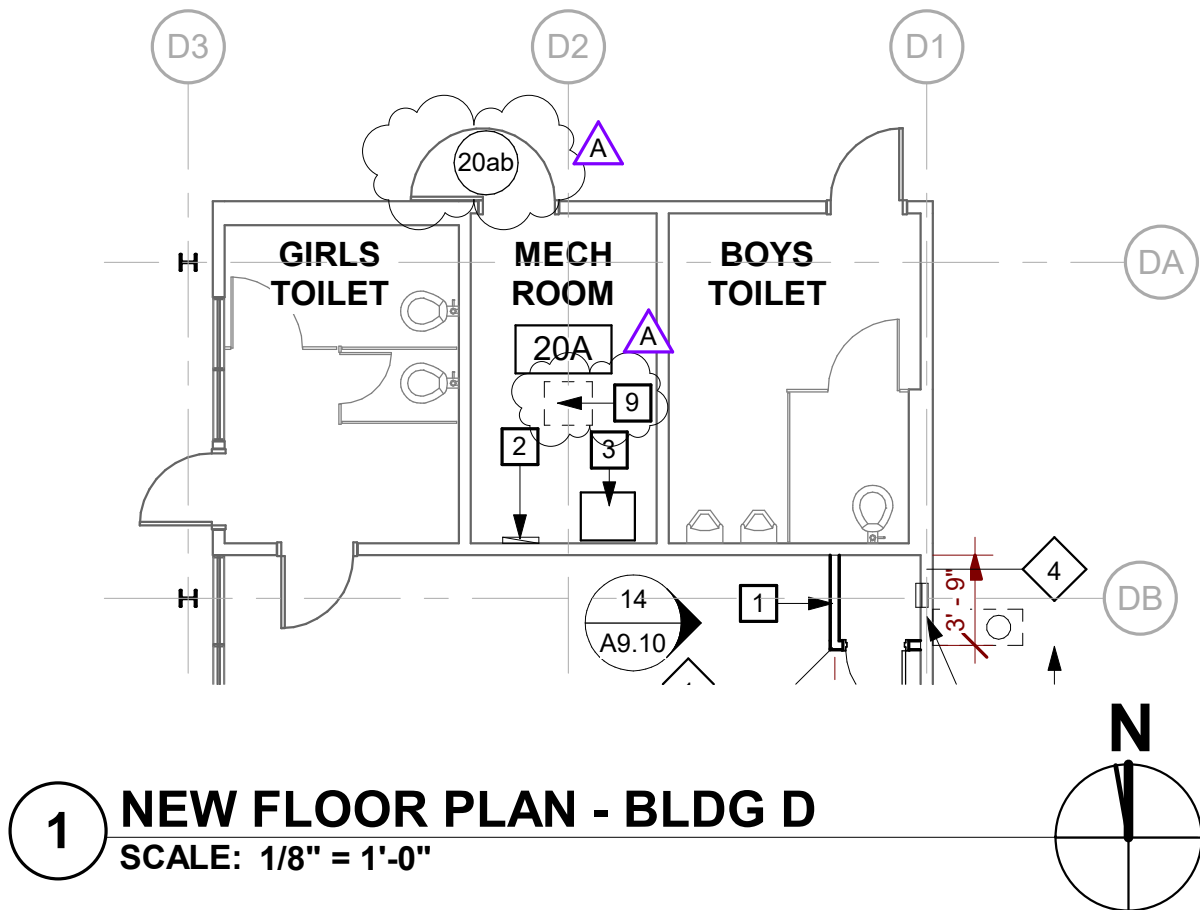 D3
D2
D1
20ab
A
GIRLS
TOILET
MECH
ROOM
BOYS
TOILET
DA
A
20A
9
2
3
14
A9.10
1
3' - 9"
4
DB
N
1
NEW FLOOR PLAN - BLDG D
SCALE: 1/8" = 1'-0"